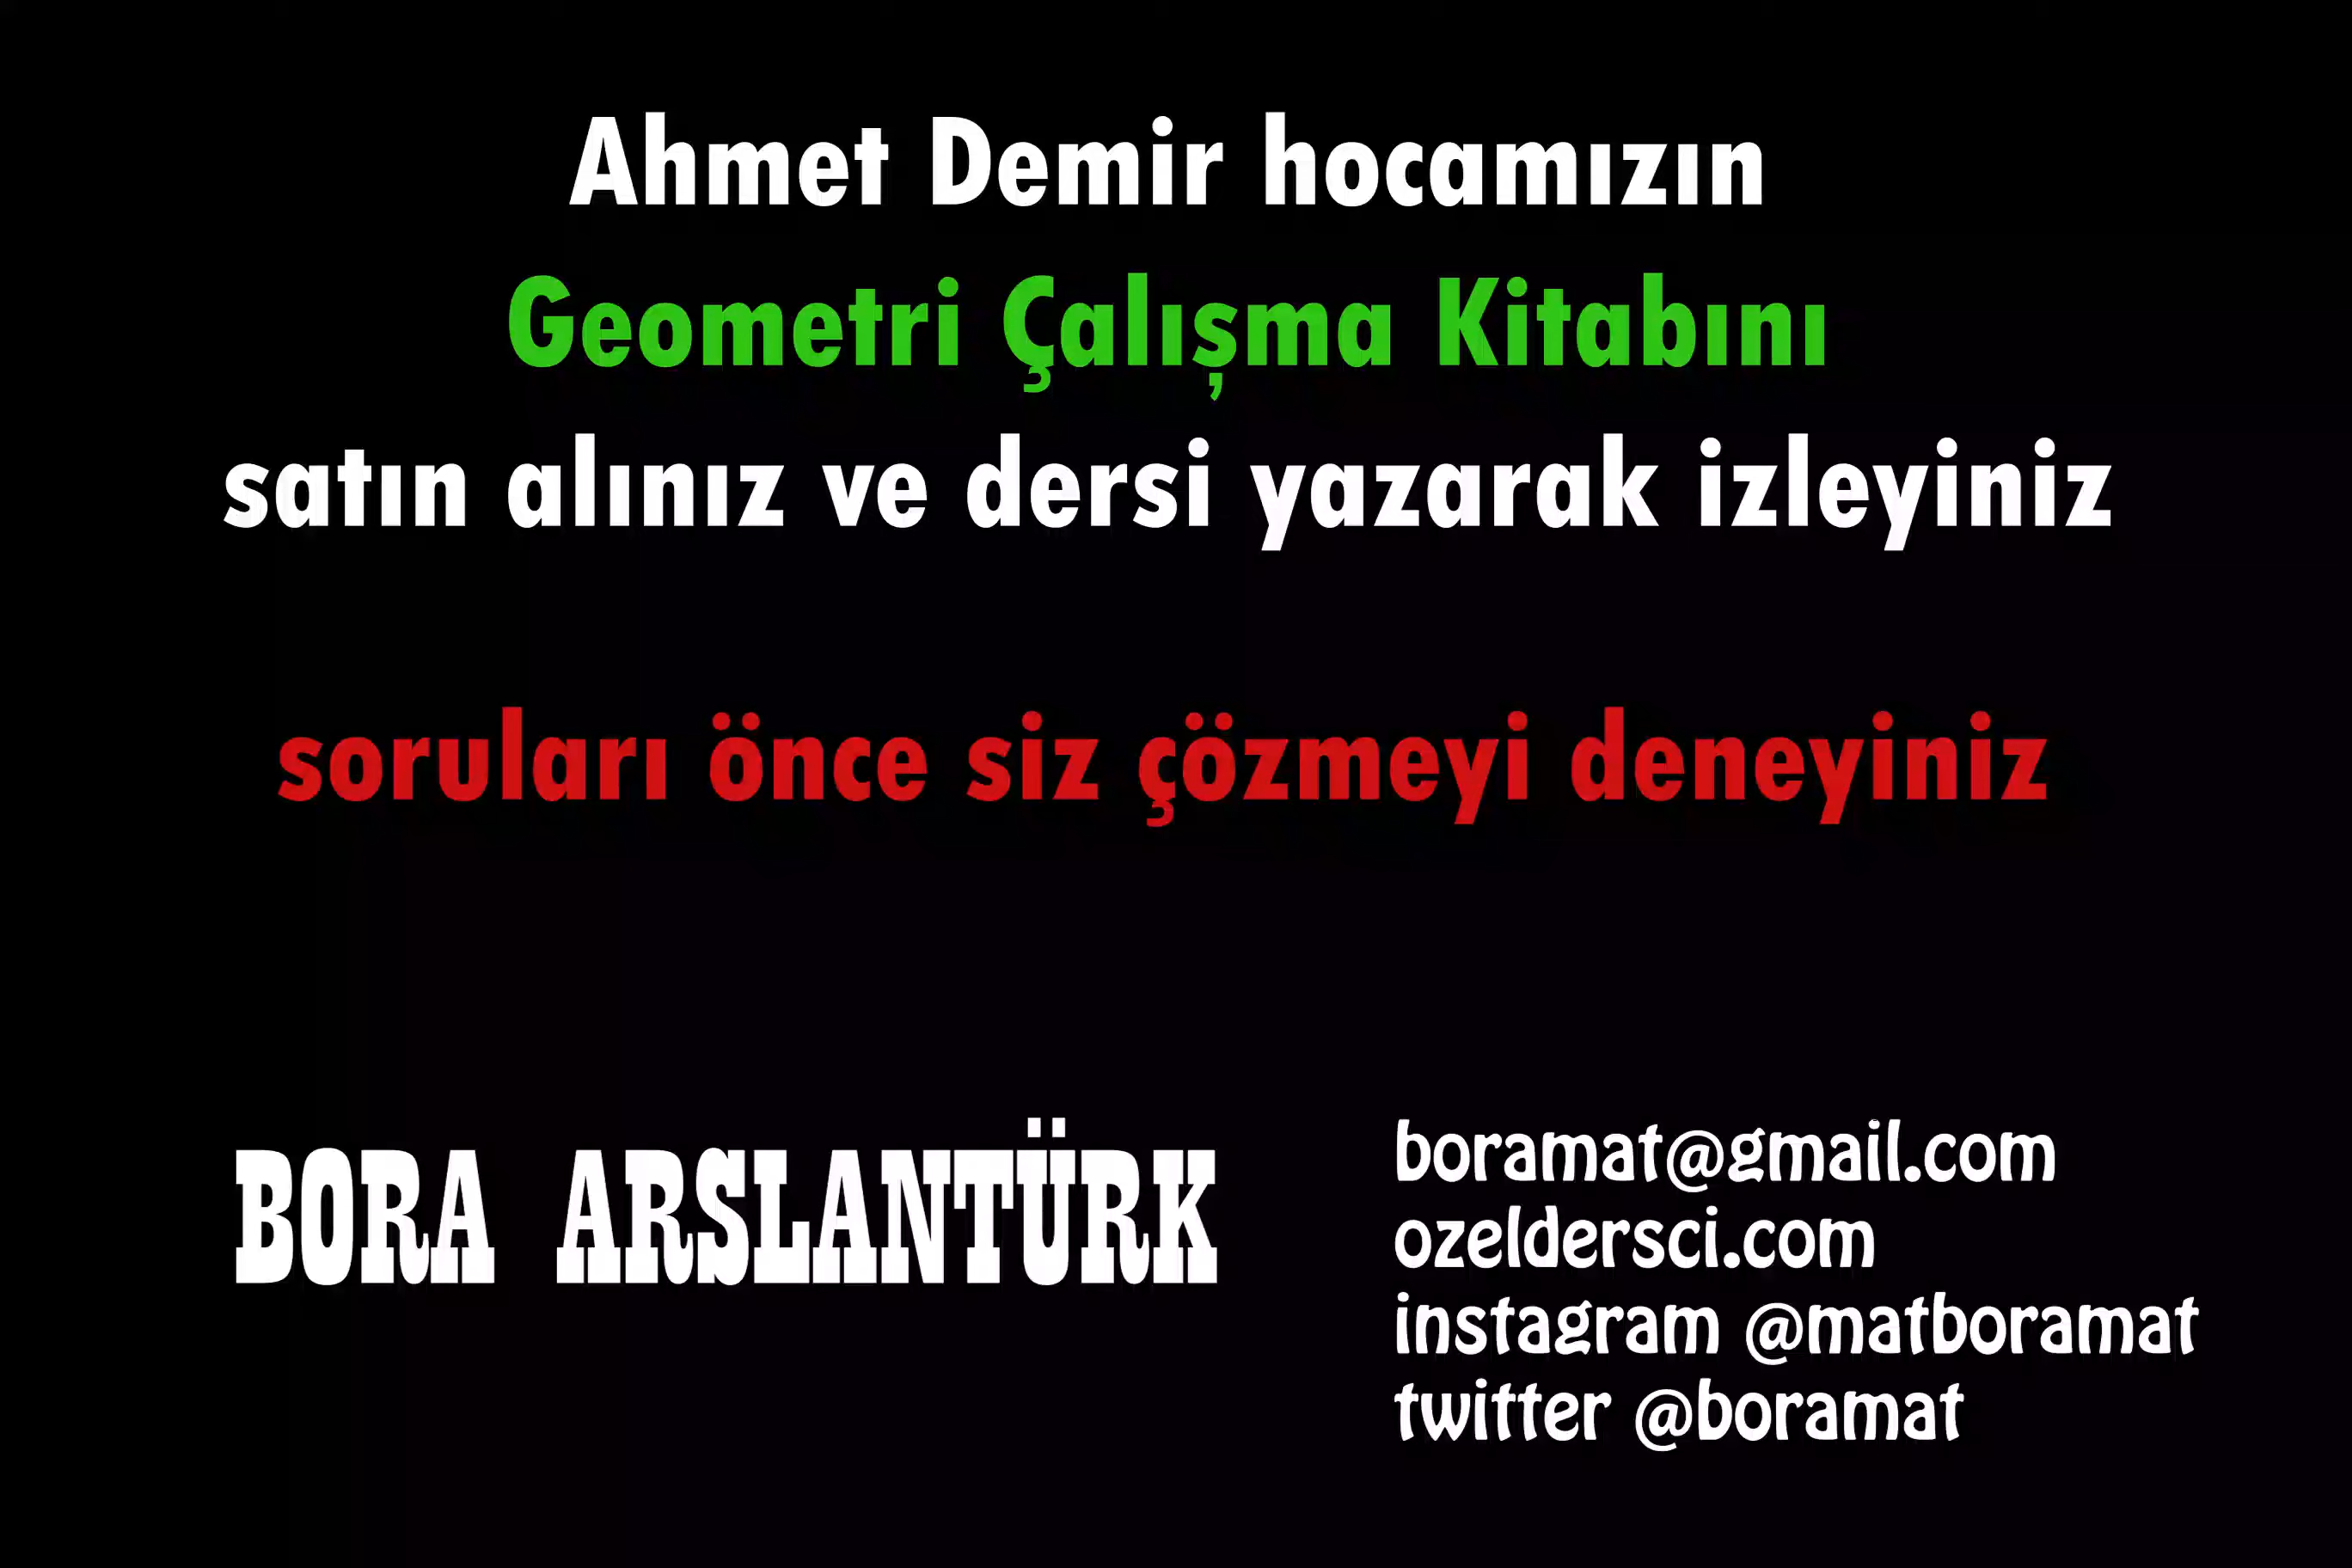 Ahmet Demir hocamızın
Geometri Çalışma Kitabını
satın alınız ve dersi yazarak izleyiniz
soruları önce siz çözmeyi deneyiniz
BORA ARSLANTÜRK
boramat@gmail.com
ozeldersci.com
instagram @matboramat
twitter @boramat